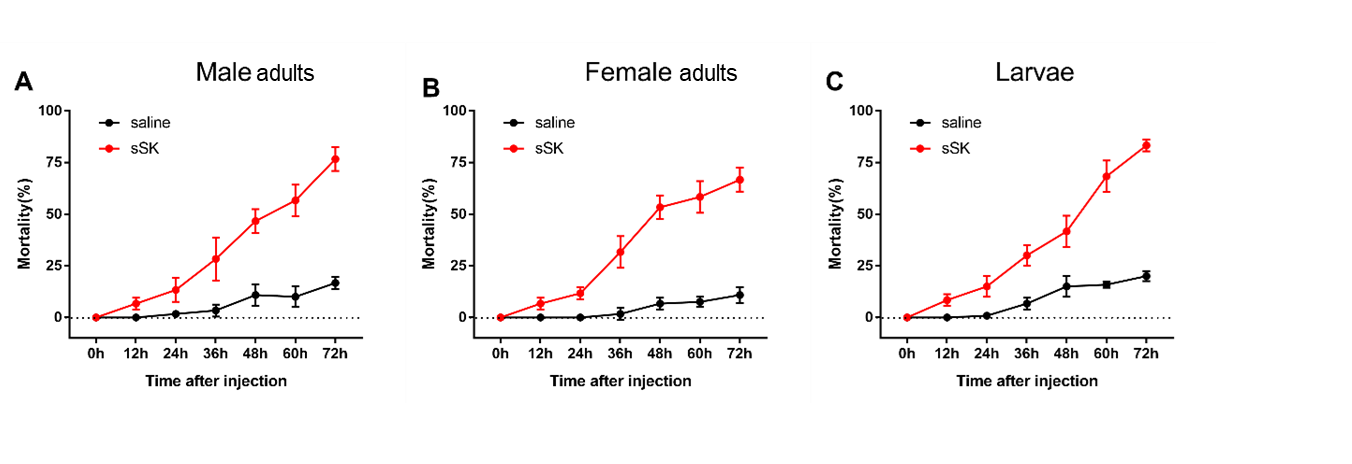 A
Male adults
100
75
50
25
0
Mortality(%)
saline
sSK
0h 12h 24h 36h 48h 60h 72h
Time after injection
B
Female adults
100
75
50
25
0
Mortality(%)
saline
sSK
0h 12h 24h 36h 48h 60h 72h
Time after injection
C
Larvae
100
75
50
25
0
Mortality(%)
saline
sSK
0h 12h 24h 36h 48h 60h 72h
Time after injection